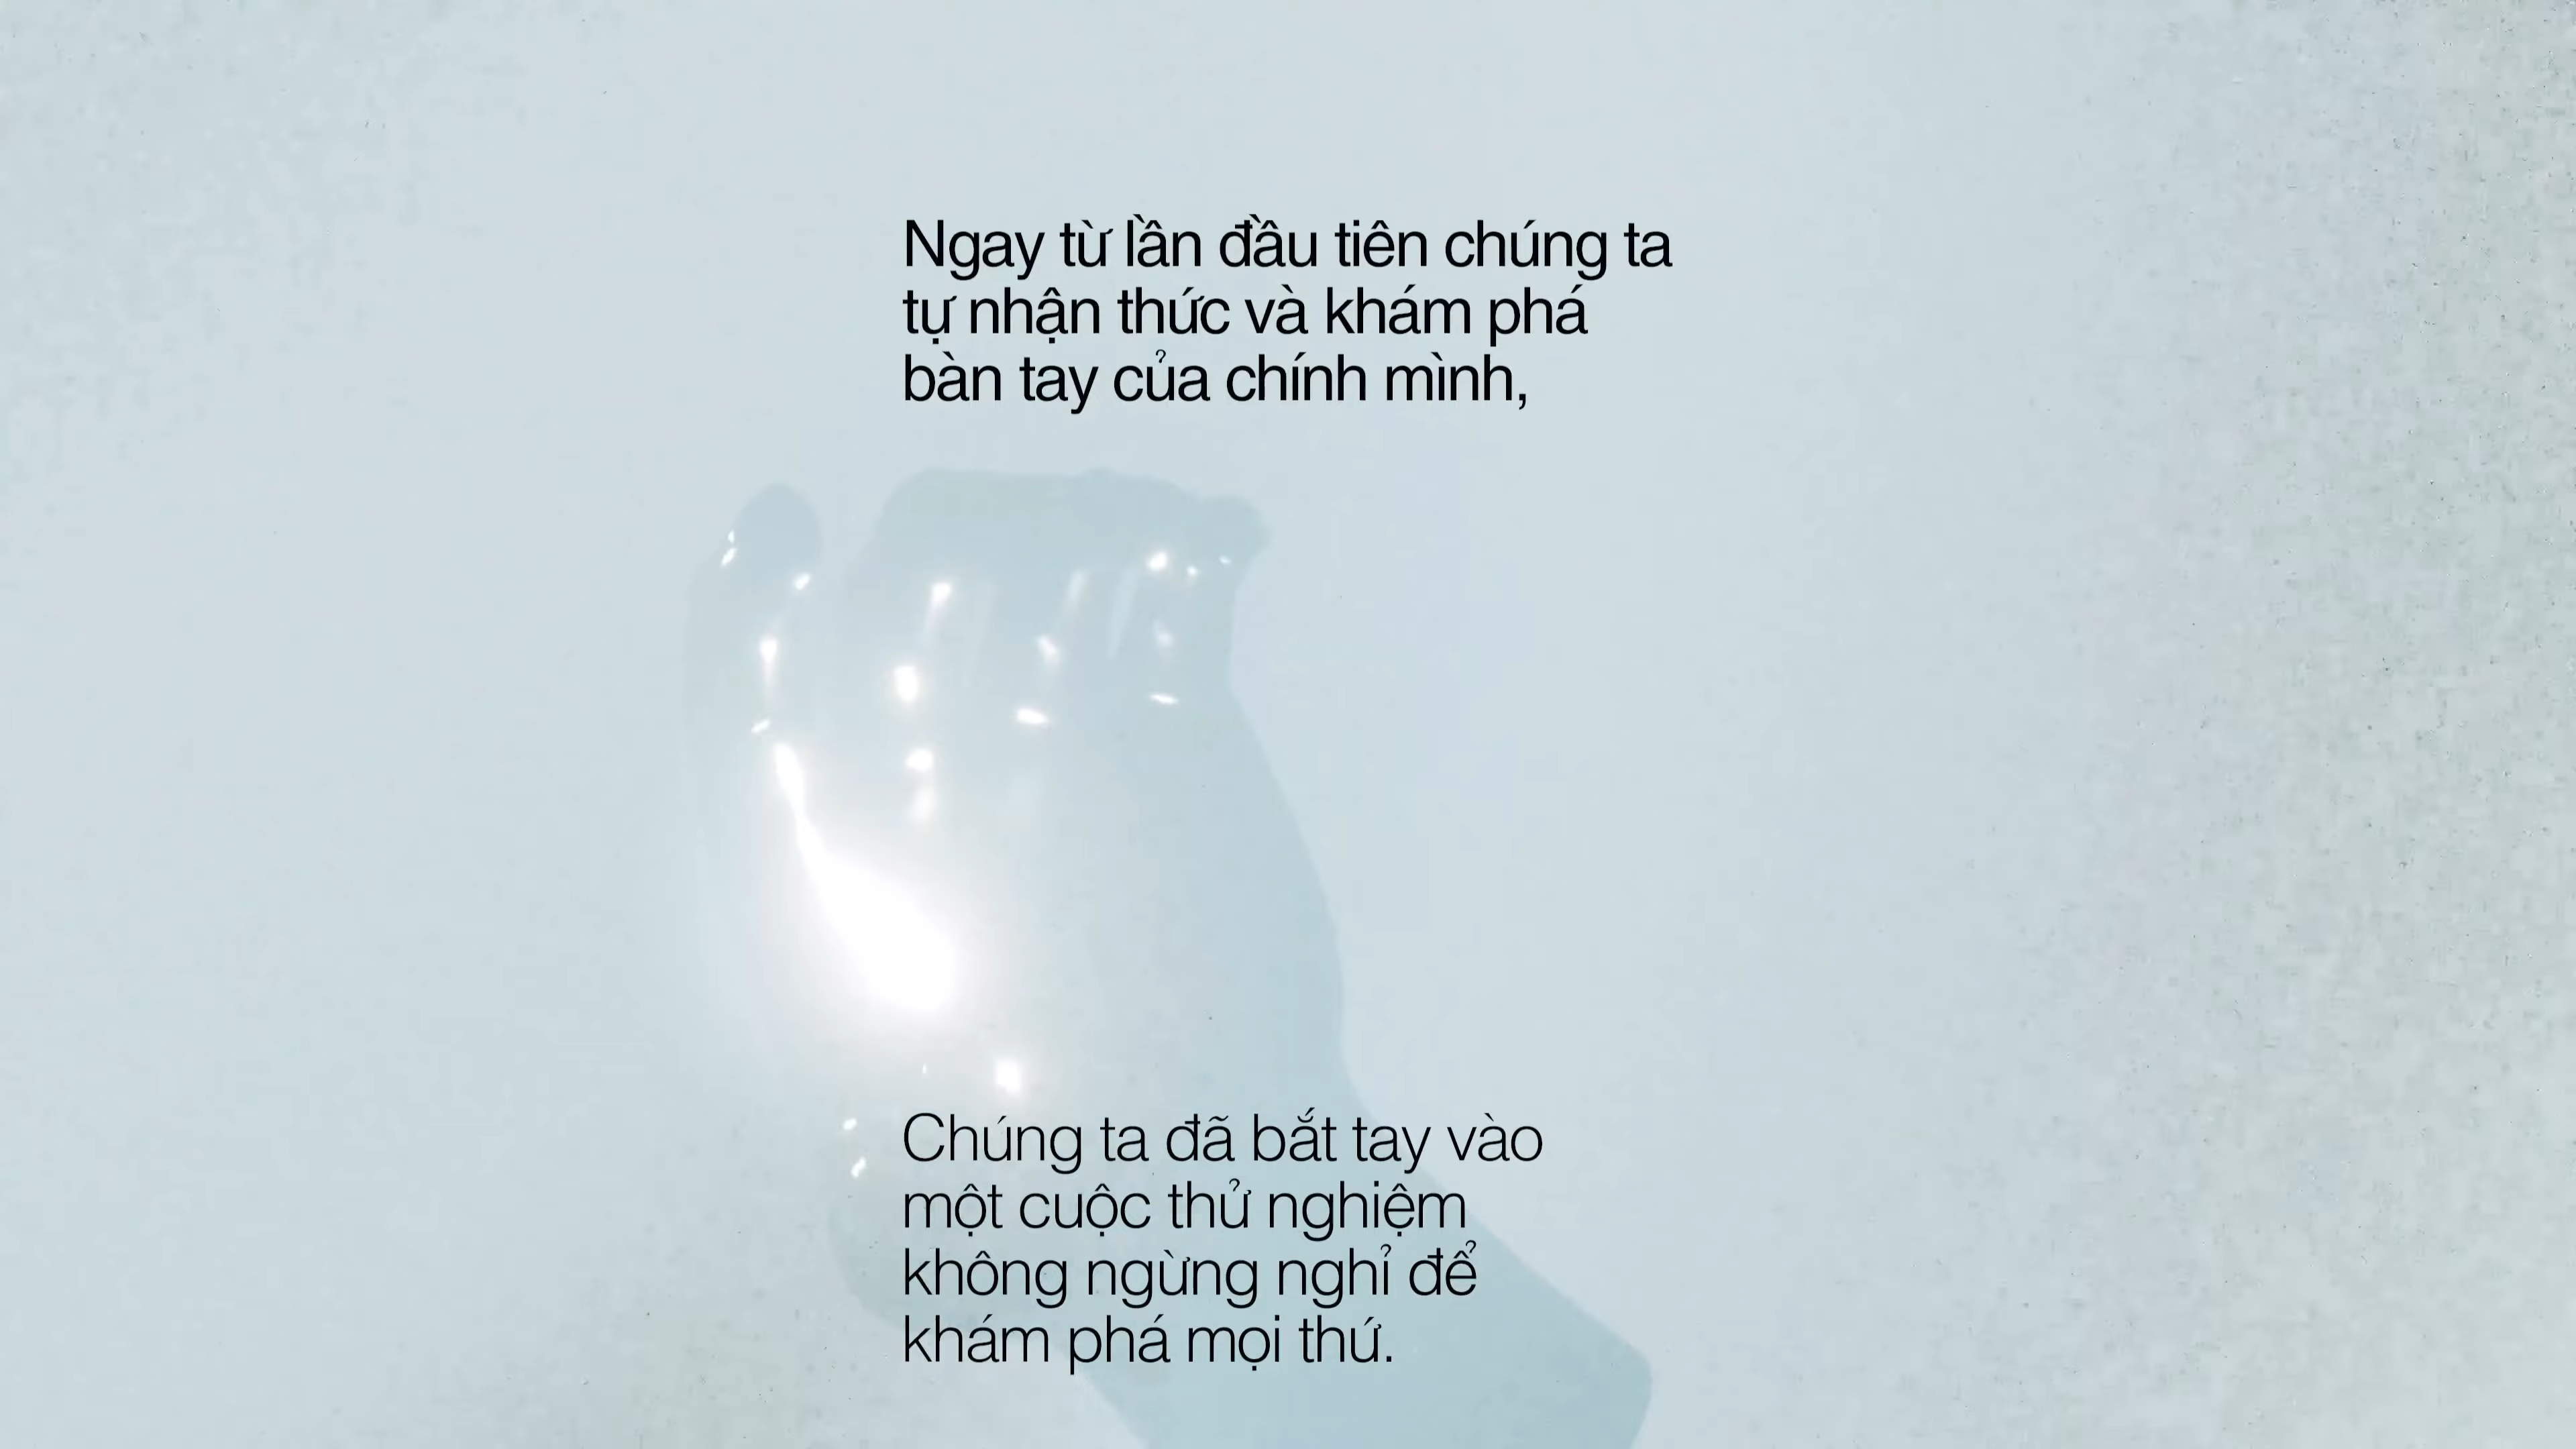 Ngay từ lần đầu tiên chúng ta
tự nhận thức và khám phá
bàn tay của chính mình,
Chúng ta đã bắt tay vào
một cuộc thử nghiệm
không ngừng nghỉ để
khám phá mọi thứ.